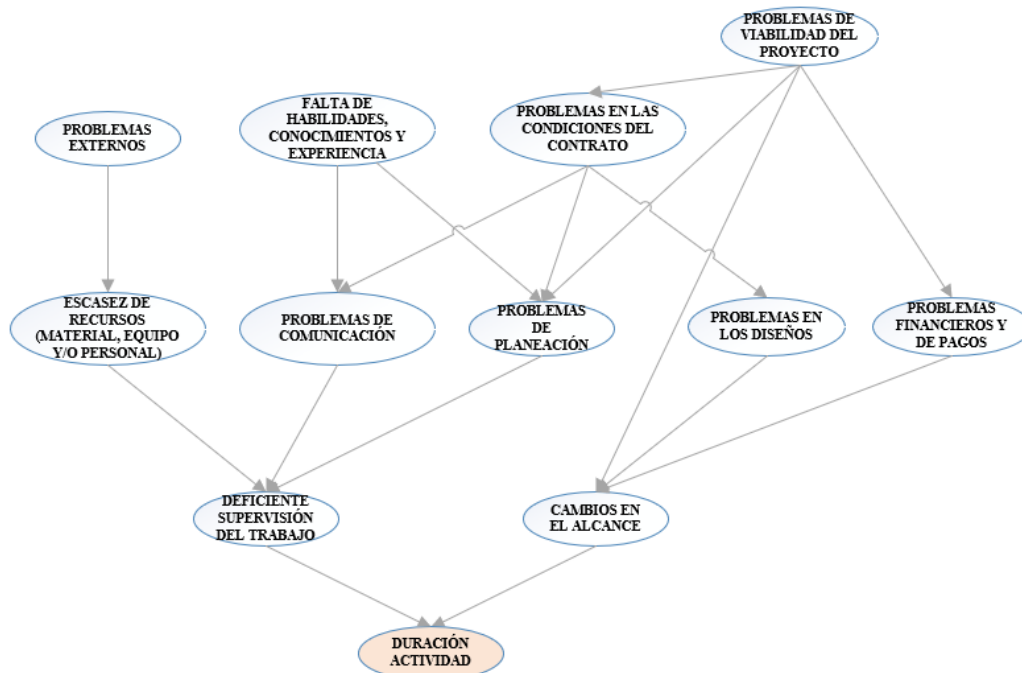 PROBLEMAS DE
VIABILIDAD DEL
PROYECTO
FALTA DE
HABILIDADES,
CONOCIMIENTOS Y
EXPERIENCIA
PROBLEMAS EN LAS
CONDICIONES DEL
CONTRATO
PROBLEMAS
EXTERNOS
ESCASEZ DE
RECURSOS
(MATERIAL, EQUIPO
Y/O PERSONAL)
PROBLEMAS DE
COMUNICACIÓN
PROBLEMAS
DE
PLANEACIÓN
PROBLEMAS EN
LOS DISEÑOS
PROBLEMAS
FINANCIEROS Y
DE PAGOS
DEFICIENTE
SUPERVISIÓN
DEL TRABAJO
CAMBIOS EN
EL ALCANCE
DURACIÓN
ACTIVIDAD